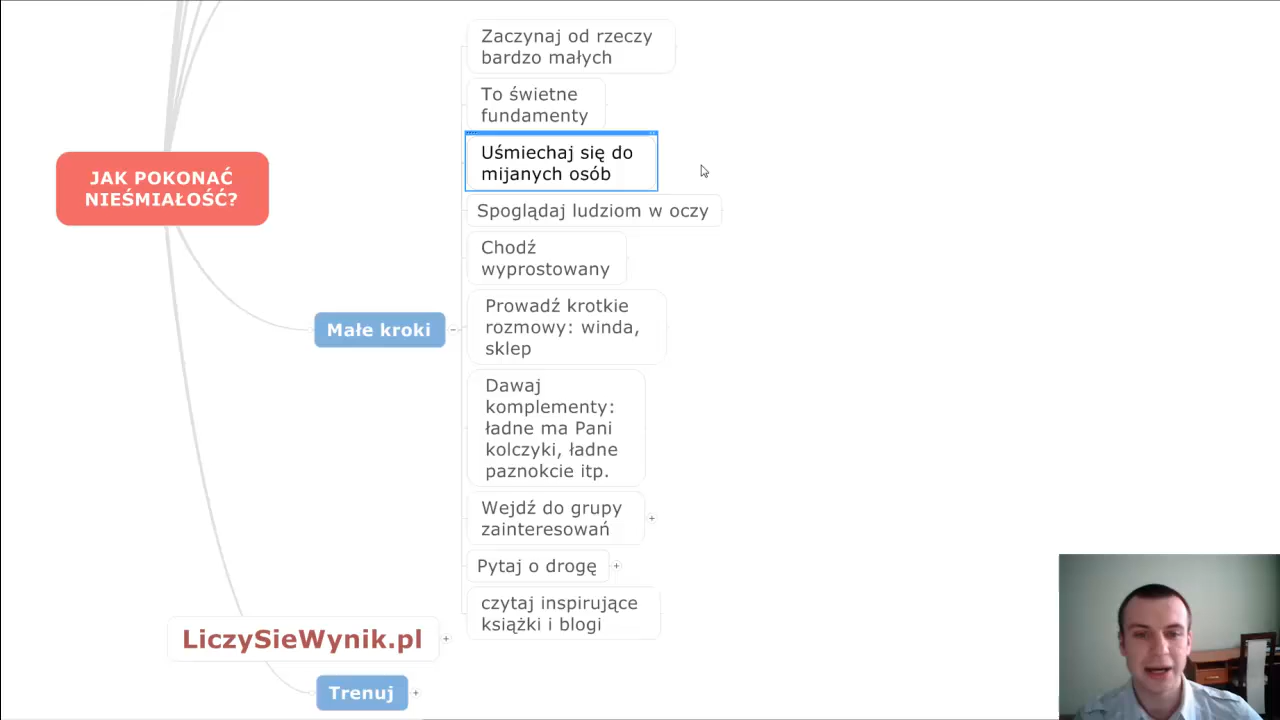 Zaczynaj od rzeczy
bardzo małych
To świetne
fundamenty
Uśmiechaj się do
mijanych osób
JAK POKONAĆ
NIEŚMIAŁOŚĆ?
Spoglądaj ludziom w oczy
Chodź
wyprostowany
Małe kroki
Prowadź krotkie
rozmowy: winda,
sklep
Dawaj
komplementy:
ładne ma Pani
kolczyki, ładne
paznokcie itp.
Wejdź do grupy
zainteresowań
Pytaj o drogę
czytaj inspirujące
książki i blogi
LiczySieWynik.pl
Trenuj